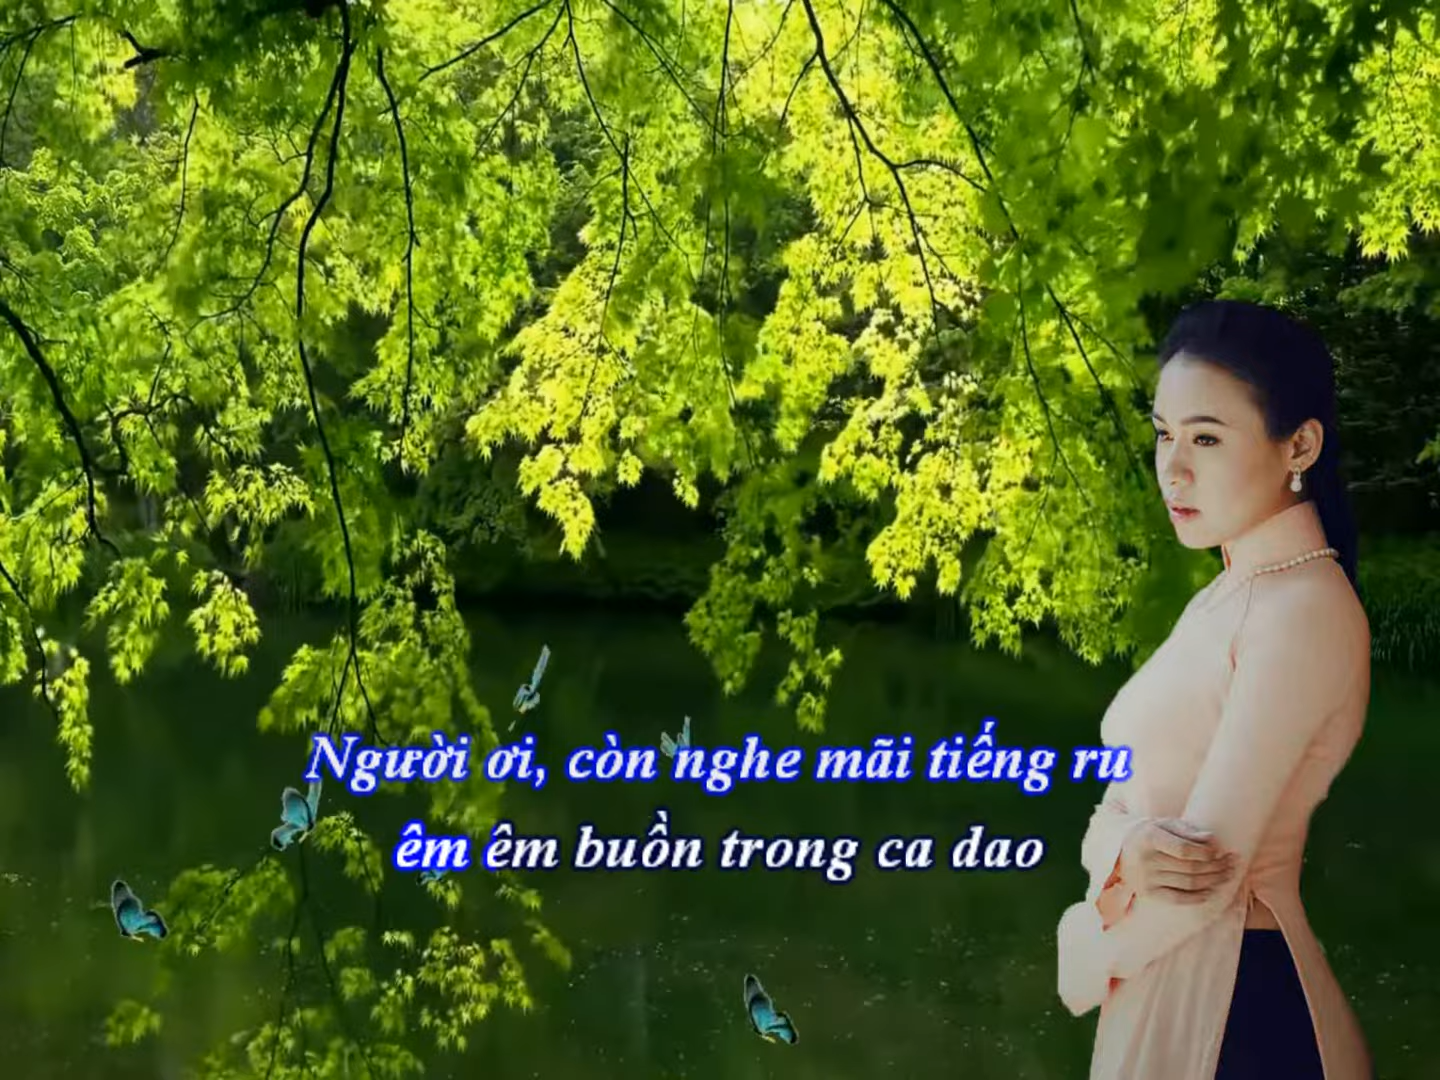 Người ơi, còn nghe mãi tiếng ru
êm êm buồn trong ca dao